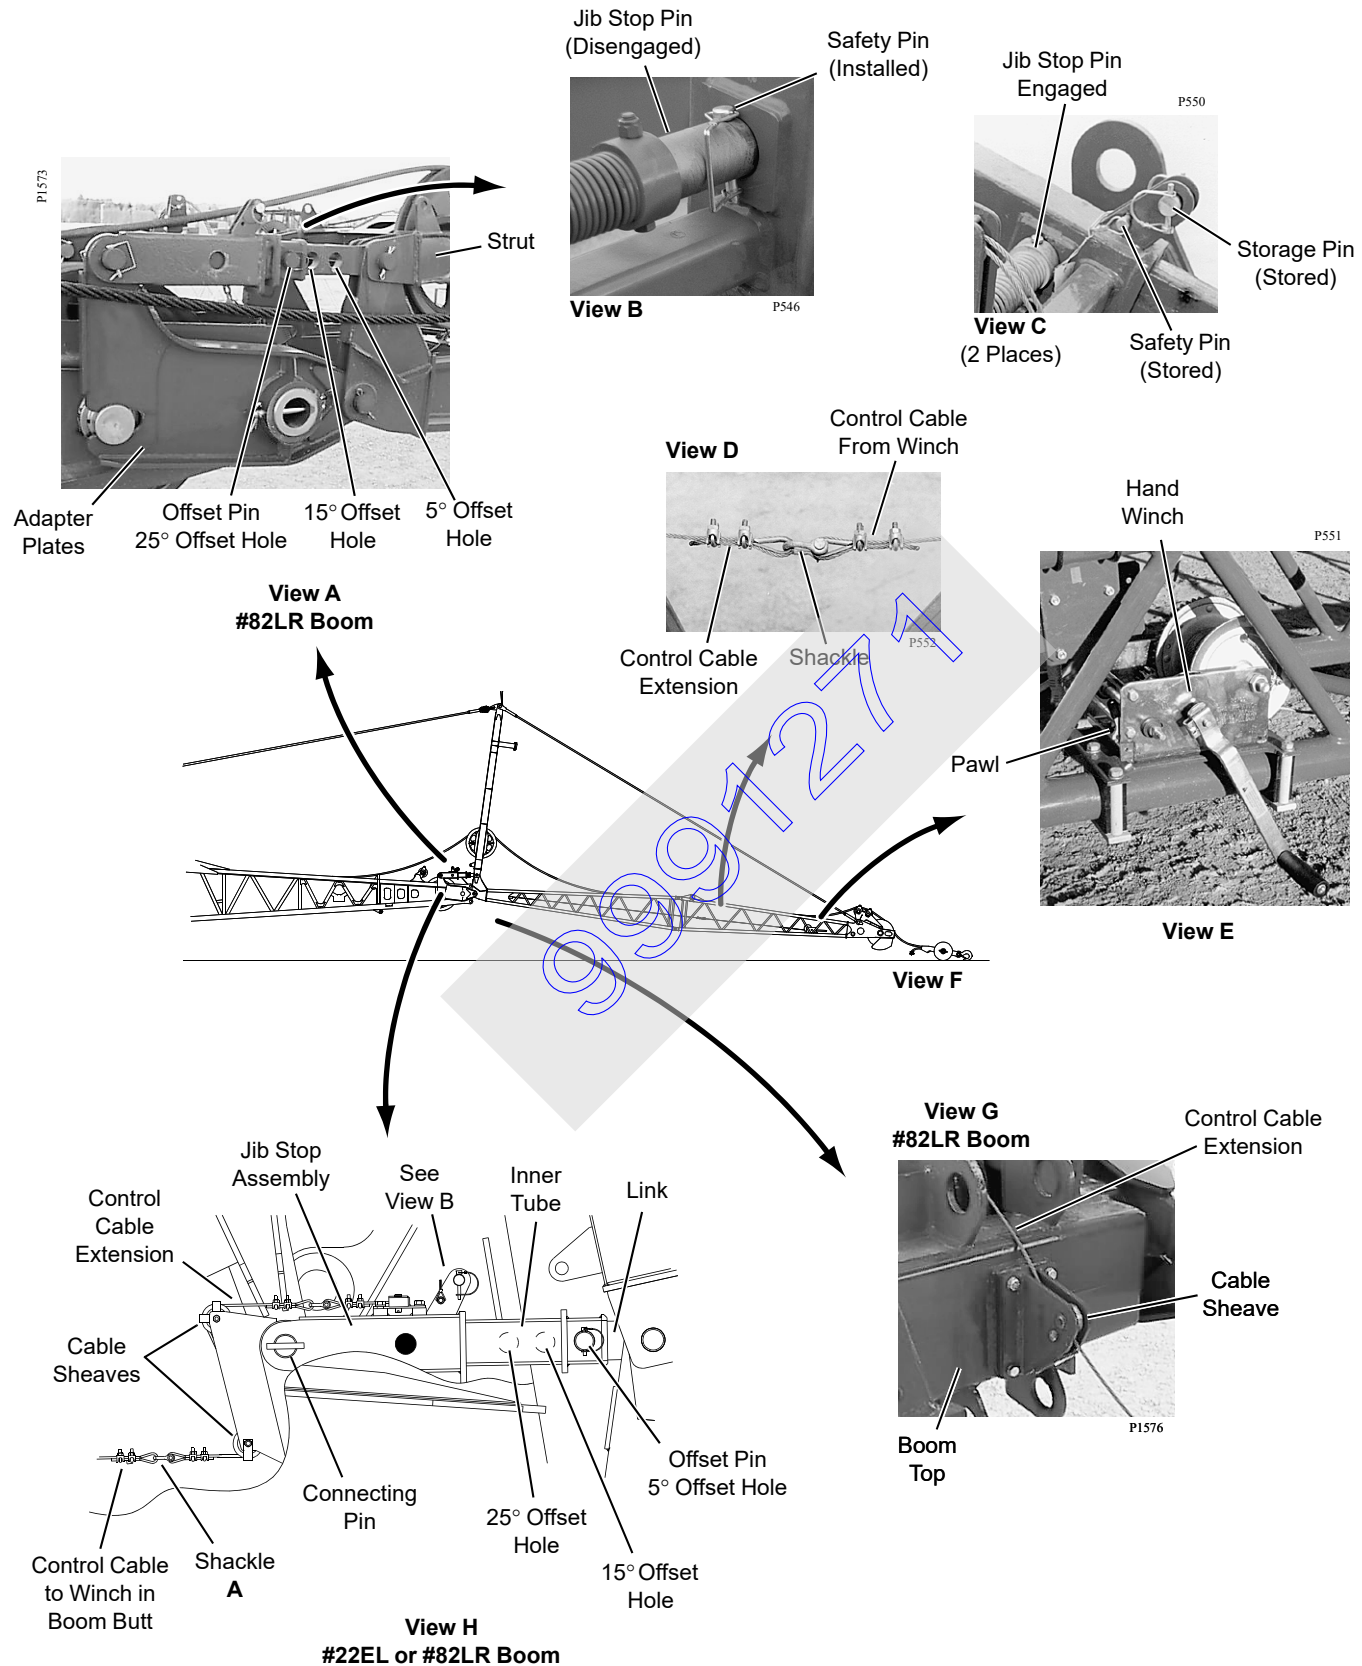 Jib Stop Pin
(Disengaged)
Safety Pin
(Installed)
Jib Stop Pin
Engaged
P550
P1573
Strut
Storage Pin
(Stored)
View B
P546
View C
(2 Places)
Safety Pin
(Stored)
Adapter
Plates
Offset Pin
25° Offset Hole
15° Offset
Hole
5° Offset
Hole
View A
#82LR Boom
View D
Control Cable
From Winch
Hand
Winch
P551
P552
Control Cable
Extension
Shackle
Pawl
View E
View F
9991271
View G
#82LR Boom
Control Cable
Extension
Jib Stop
Assembly
See
View B
Inner
Tube
Link
Control
Cable
Extension
Cable
Sheave
Cable
Sheaves
P1576
Boom
Top
Offset Pin
5° Offset Hole
Connecting
Pin
25° Offset
Hole
15° Offset
Hole
Control Cable
to Winch in
Boom Butt
Shackle
A
View H
#22EL or #82LR Boom